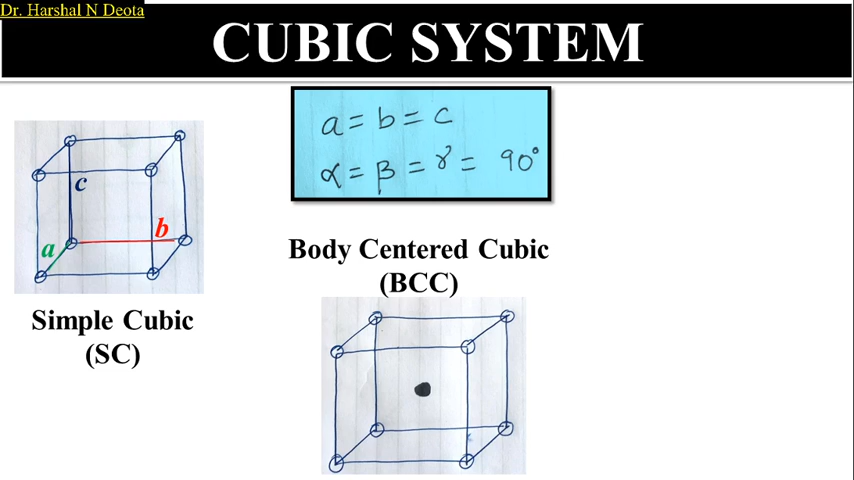 Dr. Harshal N Deota
CUBIC SYSTEM
a = b = c
α = β = γ = 90°
c
b
a
Simple Cubic
(SC)
Body Centered Cubic
(BCC)